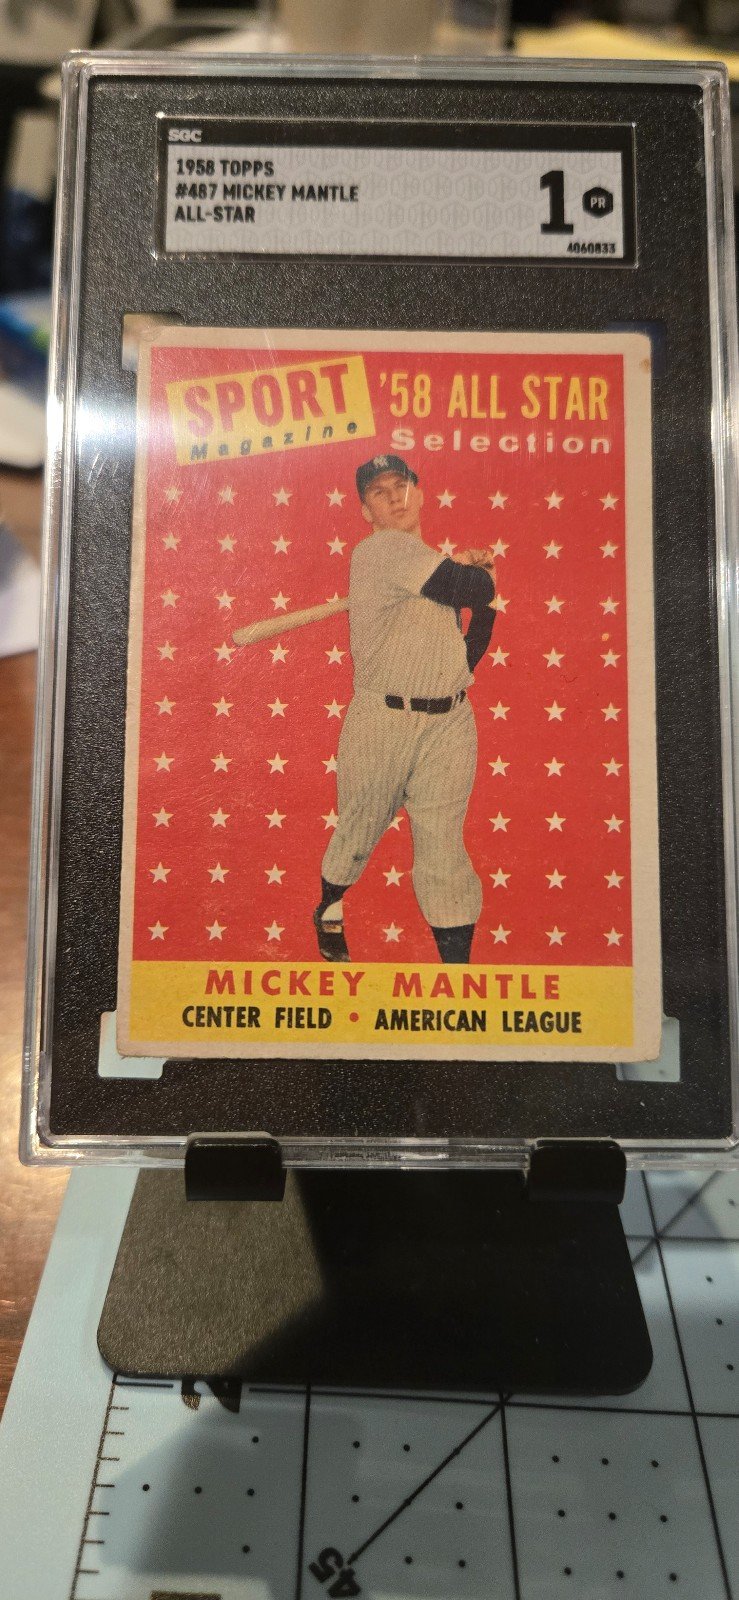 SGC
1958 TOPPS
#487 MICKEY MANTLE
ALL-STAR
1 PR
4060833
SPORT
Magazine
'58 ALL STAR
Selection
NY
MICKEY MANTLE
CENTER FIELD • AMERICAN LEAGUE
45